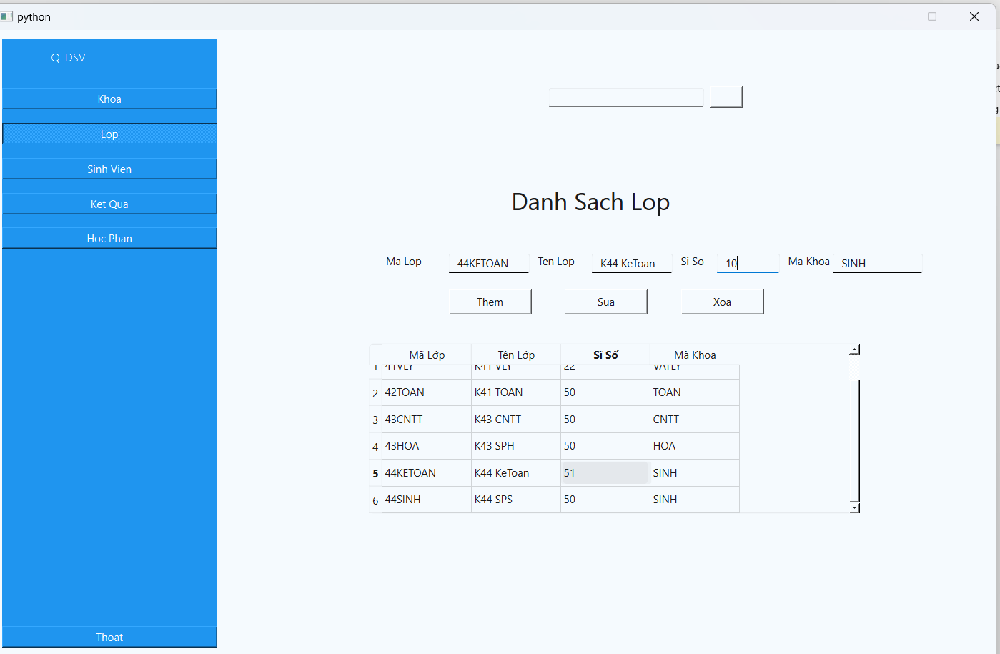 python
QLDSV
Khoa
Lop
Sinh Vien
Ket Qua
Hoc Phan
Thoat
Danh Sach Lop
Ma Lop 44KETOAN Ten Lop K44 KeToan Si So 10 Ma Khoa SINH
Them Sua Xoa
Mã Lớp Tên Lớp Sĩ Số Mã Khoa
1 41VLY K41 VLY 22 VATLY
2 42TOAN K41 TOAN 50 TOAN
3 43CNTT K43 CNTT 50 CNTT
4 43HOA K43 SPH 50 HOA
5 44KETOAN K44 KeToan 51 SINH
6 44SINH K44 SPS 50 SINH